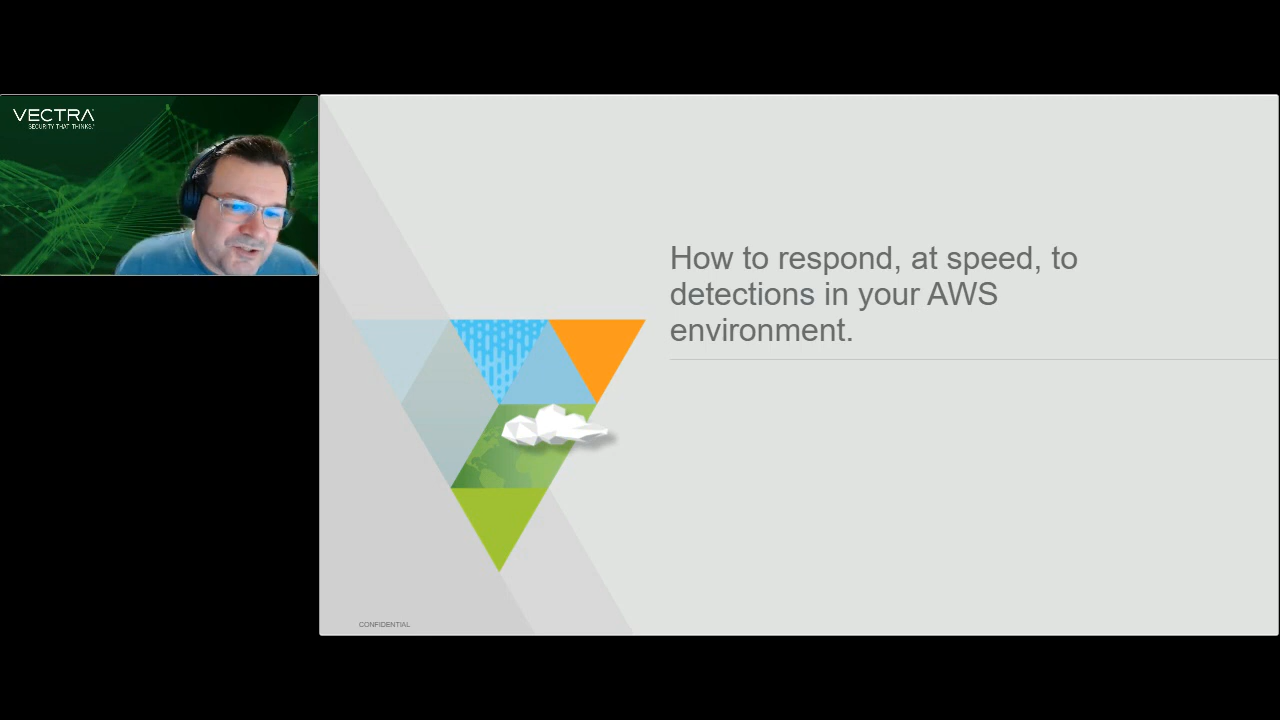 VECTRA
SECURITY THAT THINKS.
How to respond, at speed, to
detections in your AWS
environment.
CONFIDENTIAL